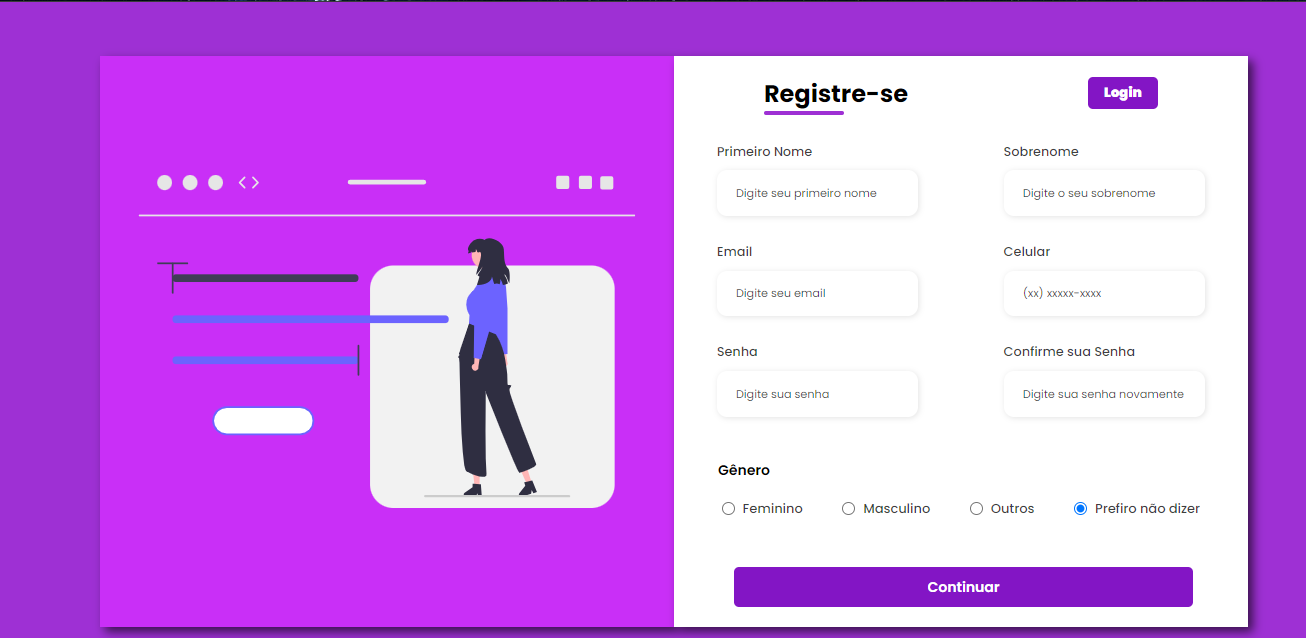 Registre-se
Login
Primeiro Nome
Sobrenome
Digite seu primeiro nome
Digite o seu sobrenome
Email
Celular
Digite seu email
(xx) xxxxx-xxxx
Senha
Confirme sua Senha
Digite sua senha
Digite sua senha novamente
Gênero
Feminino
Masculino
Outros
Prefiro não dizer
Continuar